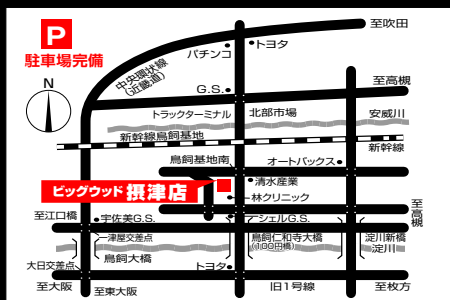 P
駐車場完備
N
至吹田
パチンコ
トヨタ
中央環状線
(近畿道)
G.S.
至高槻
トラックターミナル
北部市場
安威川
新幹線鳥飼基地
新幹線
鳥飼基地南
オートバックス
清水産業
ビッグウッド 摂津店
林クリニック
至高槻
至江口橋
宇佐美G.S.
シェルG.S.
一津屋交差点
鳥飼仁和寺大橋
(100円橋)
淀川新橋
淀川
鳥飼大橋
大日交差点
トヨタ
至大阪
至東大阪
旧1号線
至枚方